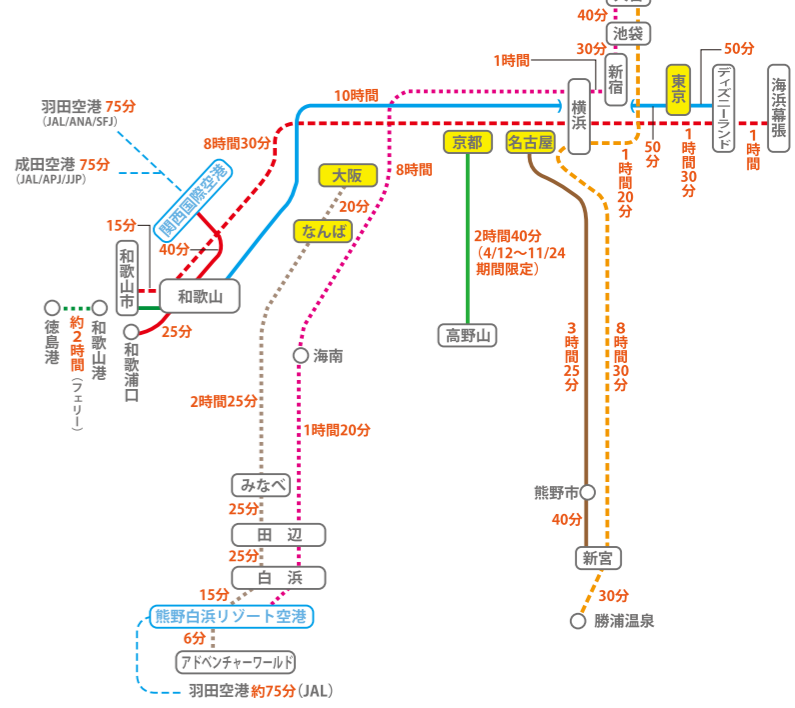 40分
池袋
30分
新宿
1時間
50分
東京
ディズニーランド
海浜幕張
横浜
10時間
羽田空港 75分
（JAL/ANA/SFJ）
8時間30分
50分
1時間30分
1時間
京都
名古屋
1時間20分
成田空港 75分
（JAL/APJ/JJP）
関西国際空港
大阪
8時間
20分
15分
なんば
40分
2時間40分
（4/12～11/24
期間限定）
和歌山市
和歌山
25分
徳島港
約2時間
（フェリー）
和歌山港
和歌浦口
高野山
海南
3時間25分
8時間30分
2時間25分
1時間20分
みなべ
熊野市
25分
40分
田 辺
25分
新宮
白 浜
15分
30分
熊野白浜リゾート空港
勝浦温泉
6分
アドベンチャーワールド
羽田空港 約75分（JAL）